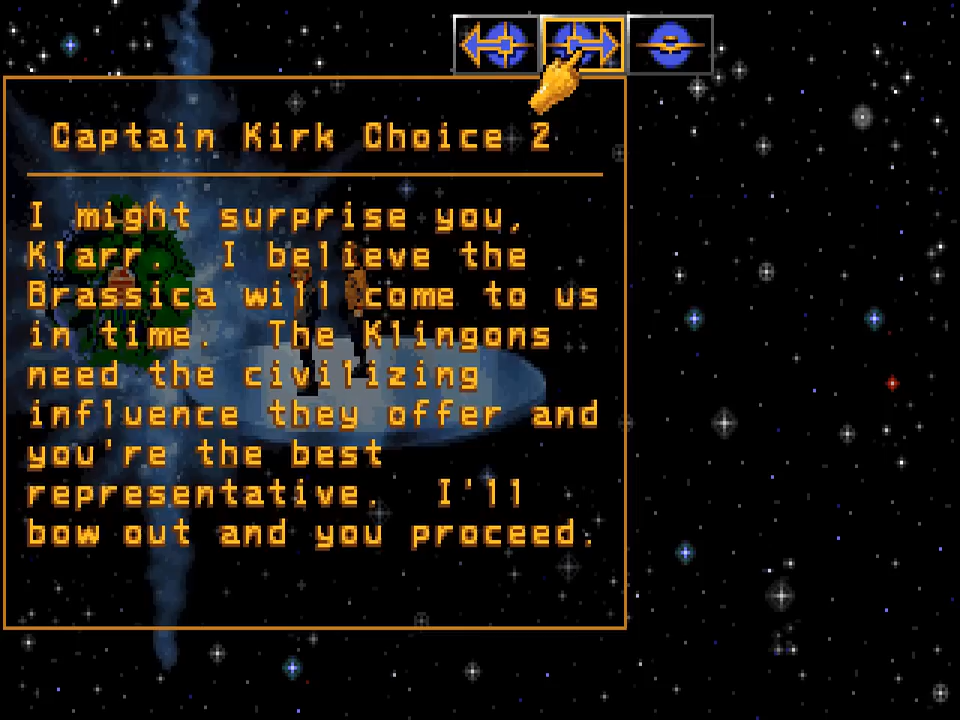 Captain Kirk Choice 2
I might surprise you,
Klarr.  I believe the
Brassica will come to us
in time.  The Klingons
need the civilizing
influence they offer and
you're the best
representative.  I'll
bow out and you proceed.